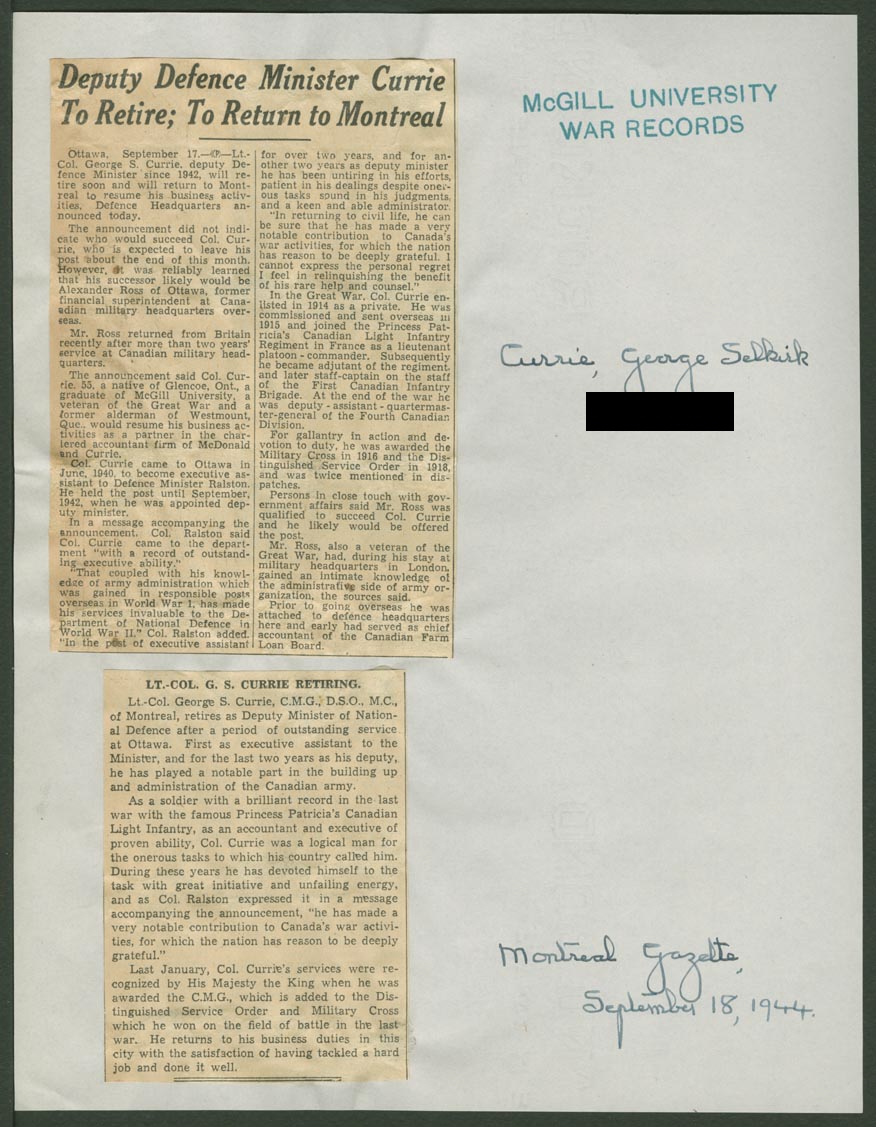 Deputy Defence Minister Currie
To Retire; To Return to Montreal
Ottawa, September 17.—CP—Lt.-
Col. George S. Currie, deputy De-
fence Minister since 1942, will re-
tire soon and will return to Mont-
real to resume his business activ-
ities, Defence Headquarters an-
nounced today.
The announcement did not indi-
cate who would succeed Col. Cur-
rie, who is expected to leave his
post about the end of this month.
However, it was reliably learned
that his successor likely would be
Alexander Ross of Ottawa, former
financial superintendent at Cana-
dian military headquarters over-
seas.
Mr. Ross returned from Britain
recently after more than two years'
service at Canadian military head-
quarters.
The announcement said Col. Cur-
rie, 55, a native of Glencoe, Ont., a
graduate of McGill University, a
veteran of the Great War and a
former alderman of Westmount,
Que., would resume his business ac-
tivities as a partner in the char-
tered accountant firm of McDonald
and Currie.
Col. Currie came to Ottawa in
June, 1940, to become executive as-
sistant to Defence Minister Ralston.
He held the post until September,
1942, when he was appointed dep-
uty minister.
In a message accompanying the
announcement, Col. Ralston said
Col. Currie came to the depart-
ment "with a record of outstand-
ing executive ability."
"That coupled with his knowl-
edge of army administration which
was gained in responsible posts
overseas in World War I, has made
his services invaluable to the De-
partment of National Defence in
World War II." Col. Ralston added.
"In the post of executive assistant
for over two years, and for an-
other two years as deputy minister
he has been untiring in his efforts,
patient in his dealings despite oner-
ous tasks sound in his judgments,
and a keen and able administrator.
"In returning to civil life, he can
be sure that he has made a very
notable contribution to Canada's
war activities, for which the nation
has reason to be deeply grateful. I
cannot express the personal regret
I feel in relinquishing the benefit
of his rare help and counsel."
In the Great War, Col. Currie en-
listed in 1914 as a private. He was
commissioned and sent overseas in
1915 and joined the Princess Pat-
ricia's Canadian Light Infantry
Regiment in France as a lieutenant
platoon-commander. Subsequently
he became adjutant of the regiment,
and later staff-captain on the staff
of the First Canadian Infantry
Brigade. At the end of the war he
was deputy-assistant-quartermas-
ter-general of the Fourth Canadian
Division.
For gallantry in action and de-
votion to duty, he was awarded the
Military Cross in 1916 and the Dis-
tinguished Service Order in 1918,
and was twice mentioned in dis-
patches.
Persons in close touch with gov-
ernment affairs said Mr. Ross was
qualified to succeed Col. Currie
and he likely would be offered
the post.
Mr. Ross, also a veteran of the
Great War, had, during his stay at
military headquarters in London,
gained an intimate knowledge of
the administrative side of army or-
ganization, the sources said.
Prior to going overseas he was
attached to defence headquarters
here and early had served as chief
accountant of the Canadian Farm
Loan Board.
LT.-COL. G. S. CURRIE RETIRING.
Lt.-Col. George S. Currie, C.M.G., D.S.O., M.C.,
of Montreal, retires as Deputy Minister of Nation-
al Defence after a period of outstanding service
at Ottawa. First as executive assistant to the
Minister, and for the last two years as his deputy,
he has played a notable part in the building up
and administration of the Canadian army.
As a soldier with a brilliant record in the last
war with the famous Princess Patricia's Canadian
Light Infantry, as an accountant and executive of
proven ability, Col. Currie was a logical man for
the onerous tasks to which his country called him.
During these years he has devoted himself to the
task with great initiative and unfailing energy,
and as Col. Ralston expressed it in a message
accompanying the announcement, "he has made a
very notable contribution to Canada's war activi-
ties, for which the nation has reason to be deeply
grateful."
Last January, Col. Currie's services were re-
cognized by His Majesty the King when he was
awarded the C.M.G., which is added to the Dis-
tinguished Service Order and Military Cross
which he won on the field of battle in the last
war. He returns to his business duties in this
city with the satisfaction of having tackled a hard
job and done it well.
McGILL UNIVERSITY
WAR RECORDS
Currie, George Selkirk
Montreal Gazette,
September 18, 1944.